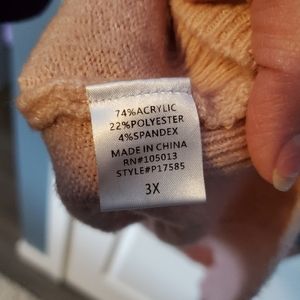 74%ACRYLIC
22%POLYESTER
4%SPANDEX
MADE IN CHINA
RN#105013
STYLE#P17585
3X